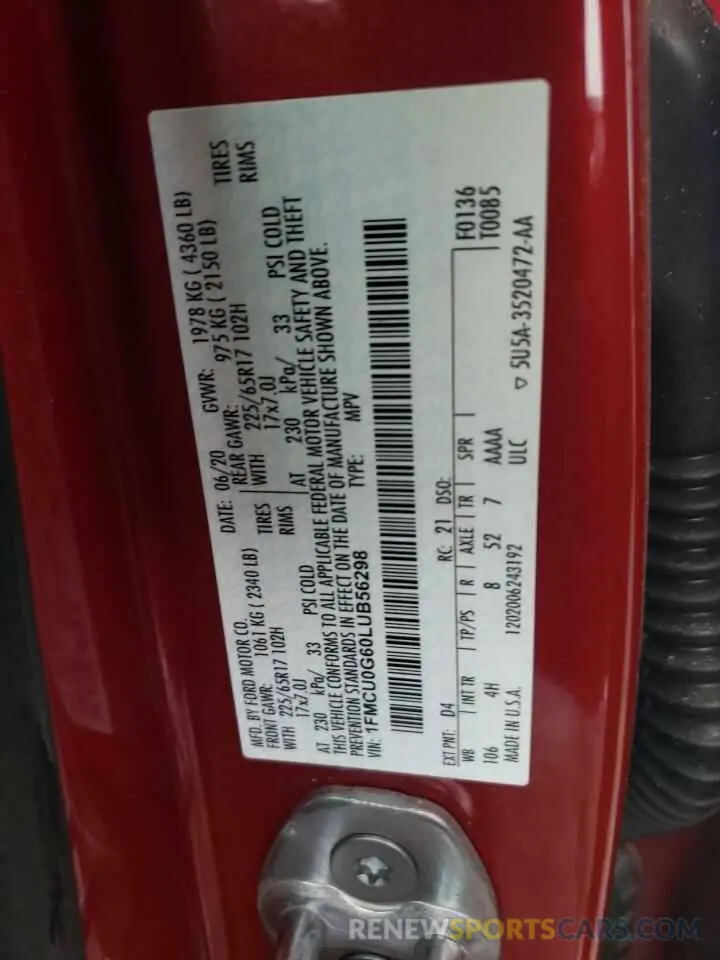 MFD. BY FORD MOTOR CO.
DATE: 06/20 GVWR: 1978 KG ( 4360 LB)
FRONT GAWR: 1061 KG ( 2340 LB) REAR GAWR: 975 KG ( 2150 LB)
WITH 225/65R17 102H TIRES WITH 225/65R17 102H TIRES
17x7.0J RIMS 17x7.0J RIMS
AT 230 kPa/ 33 PSI COLD AT 230 kPa/ 33 PSI COLD
THIS VEHICLE CONFORMS TO ALL APPLICABLE FEDERAL MOTOR VEHICLE SAFETY AND THEFT
PREVENTION STANDARDS IN EFFECT ON THE DATE OF MANUFACTURE SHOWN ABOVE.
VIN: 1FMCU0G60LUB56298 TYPE: MPV
EXT PNT: D4 RC: 21 DSO: F0136
WB INT TR TP/PS R AXLE TR SPR T0085
106 4H 8 52 7 AAAA
ULC
MADE IN U.S.A. 1202006243192 ▽ 5U5A-3520472-AA
RENEWSPORTSCARS.COM